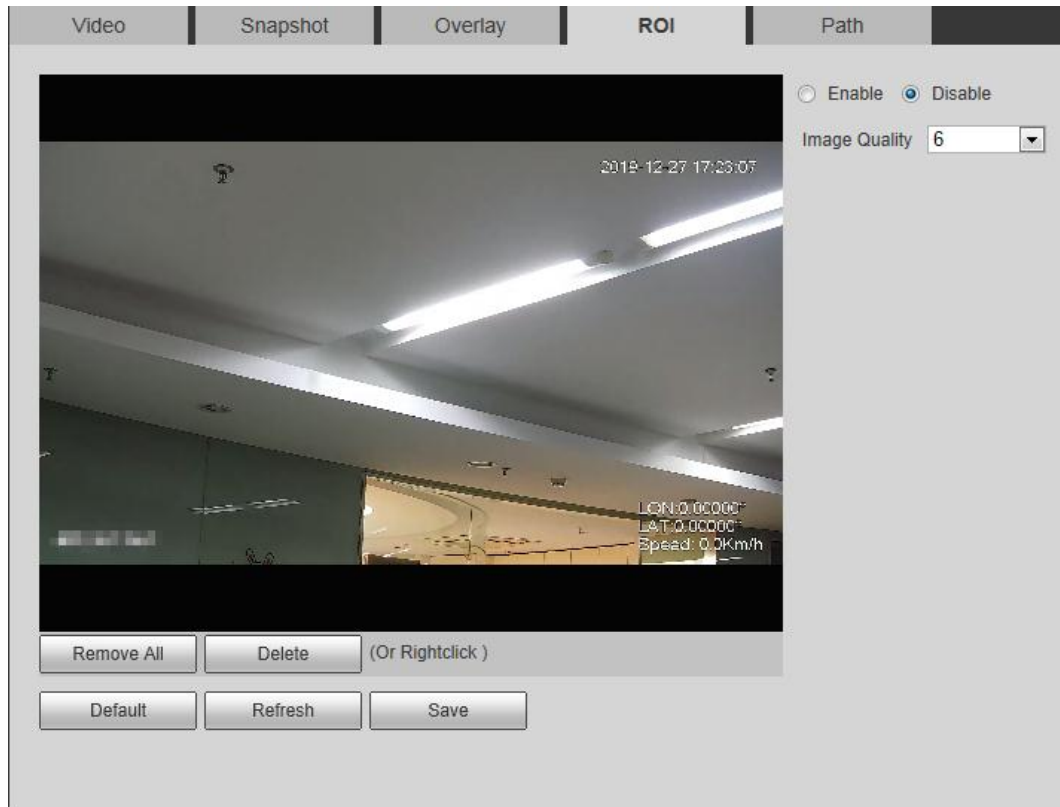 Video Snapshot Overlay ROI Path
Enable Disable
Image Quality 6
2019-12-27 17:23:07
LON:0.00000°
LAT:0.00000°
Speed: 0.0Km/h
Remove All Delete (Or Rightclick )
Default Refresh Save